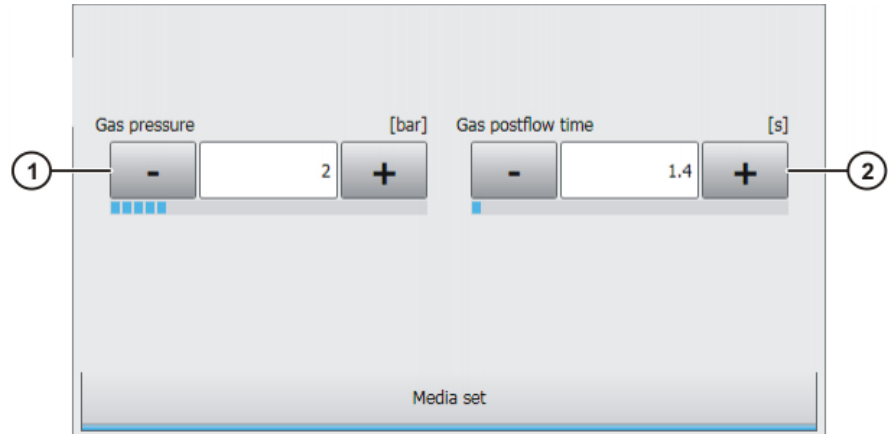 Gas pressure [bar] Gas postflow time [s]
1 - 2 + - 1.4 + 2
Media set